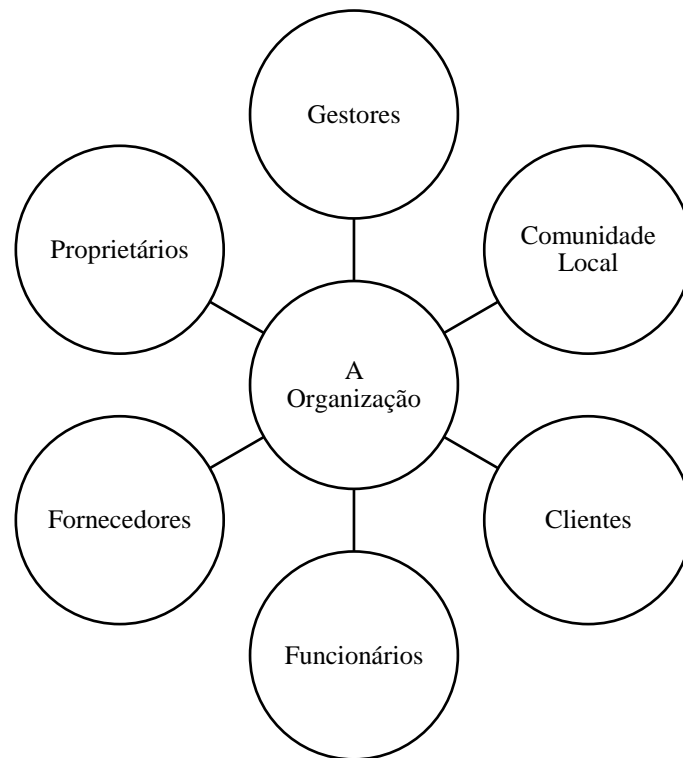 Gestores
Proprietários
Comunidade
Local
A
Organização
Fornecedores
Clientes
Funcionários